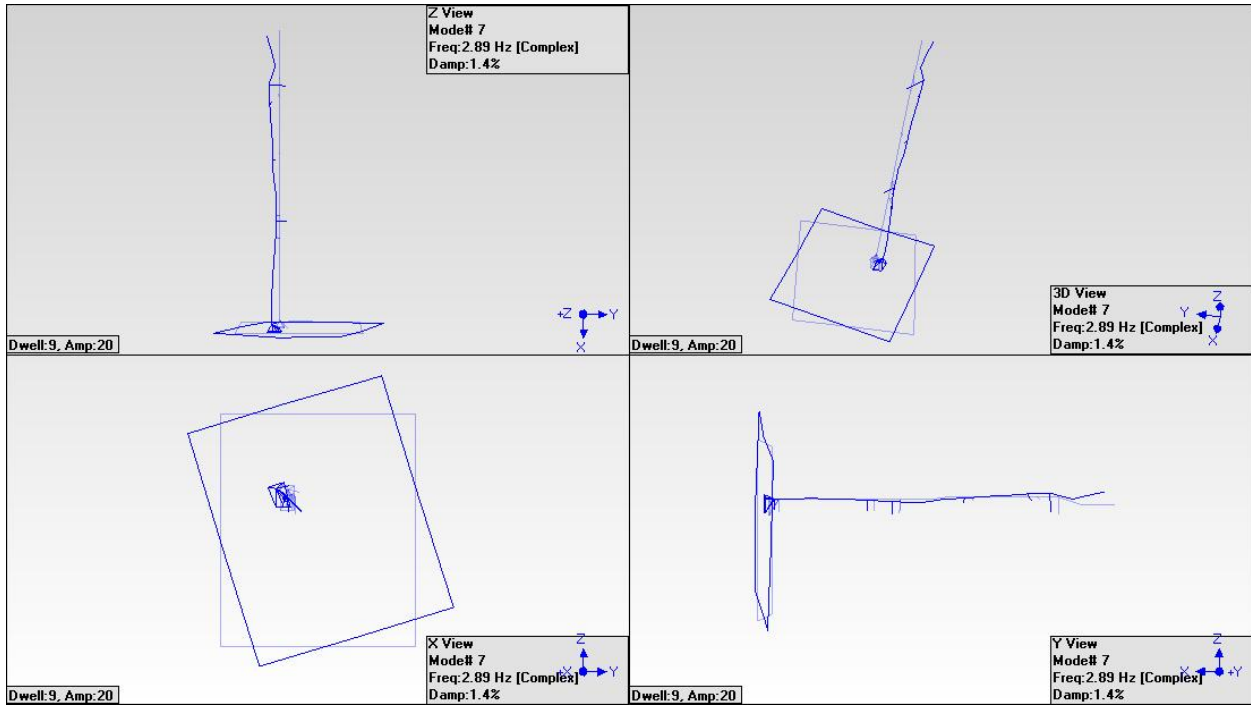 Z View
Mode# 7
Freq:2.89 Hz [Complex]
Damp:1.4%
+Z
Y
X
Dwell:9, Amp:20
3D View
Mode# 7
Freq:2.89 Hz [Complex]
Damp:1.4%
Z
Y
X
Dwell:9, Amp:20
X View
Mode# 7
Freq:2.89 Hz [Complex]
Damp:1.4%
Z
+X
Y
Dwell:9, Amp:20
Y View
Mode# 7
Freq:2.89 Hz [Complex]
Damp:1.4%
Z
X
+Y
Dwell:9, Amp:20